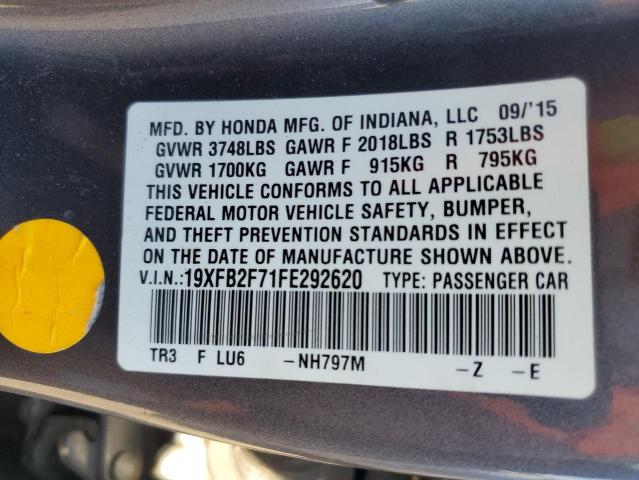 MFD. BY HONDA MFG. OF INDIANA, LLC 09/'15
GVWR 3748LBS GAWR F 2018LBS R 1753LBS
GVWR 1700KG GAWR F 915KG R 795KG
THIS VEHICLE CONFORMS TO ALL APPLICABLE
FEDERAL MOTOR VEHICLE SAFETY, BUMPER,
AND THEFT PREVENTION STANDARDS IN EFFECT
ON THE DATE OF MANUFACTURE SHOWN ABOVE.
V.I.N.:19XFB2F71FE292620 TYPE: PASSENGER CAR
TR3 F LU6 -NH797M -Z -E